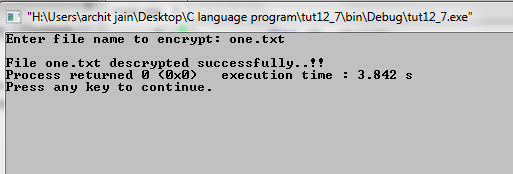 "H:\Users\archit jain\Desktop\C language program\tut12_7\bin\Debug\tut12_7.exe"
Enter file name to encrypt: one.txt
File one.txt descrypted successfully..!!
Process returned 0 (0x0)   execution time : 3.842 s
Press any key to continue.